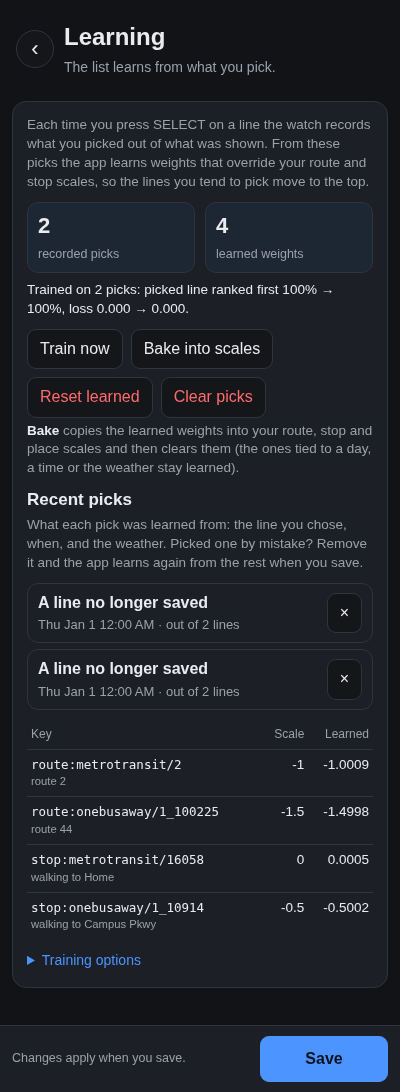 ‹
Learning
The list learns from what you pick.
Each time you press SELECT on a line the watch records
what you picked out of what was shown. From these
picks the app learns weights that override your route and
stop scales, so the lines you tend to pick move to the top.
2
recorded picks
4
learned weights
Trained on 2 picks: picked line ranked first 100% →
100%, loss 0.000 → 0.000.
Train now
Bake into scales
Reset learned
Clear picks
Bake copies the learned weights into your route, stop and
place scales and then clears them (the ones tied to a day,
a time or the weather stay learned).
Recent picks
What each pick was learned from: the line you chose,
when, and the weather. Picked one by mistake? Remove
it and the app learns again from the rest when you save.
A line no longer saved
Thu Jan 1 12:00 AM · out of 2 lines
×
A line no longer saved
Thu Jan 1 12:00 AM · out of 2 lines
×
Key Scale Learned
route:metrotransit/2 -1 -1.0009
route 2
route:onebusaway/1_100225 -1.5 -1.4998
route 44
stop:metrotransit/16058 0 0.0005
walking to Home
stop:onebusaway/1_10914 -0.5 -0.5002
walking to Campus Pkwy
Training options
Changes apply when you save.
Save